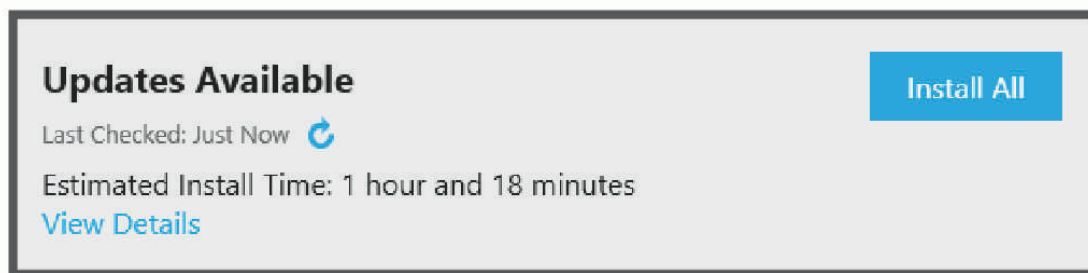 Updates Available
Install All
Last Checked: Just Now
Estimated Install Time: 1 hour and 18 minutes
View Details